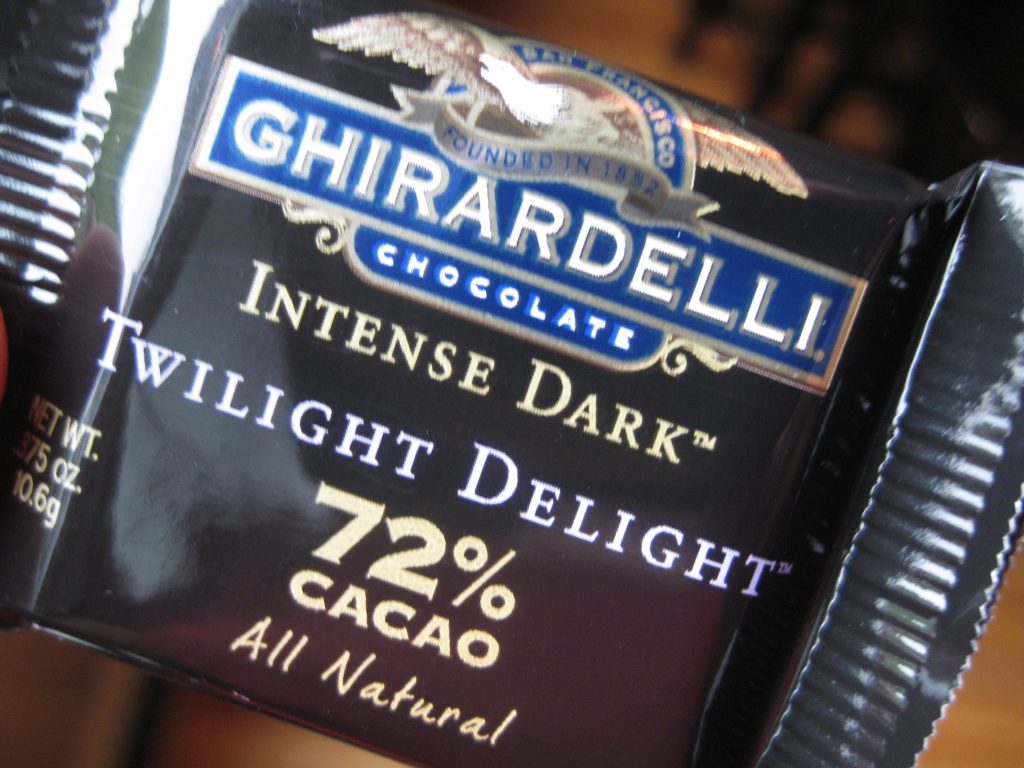 SAN FRANCISCO
FOUNDED IN 1852
GHIRARDELLI
CHOCOLATE
INTENSE DARK™
TWILIGHT DELIGHT™
72%
CACAO
All Natural
NET WT.
.375 OZ.
10.6g